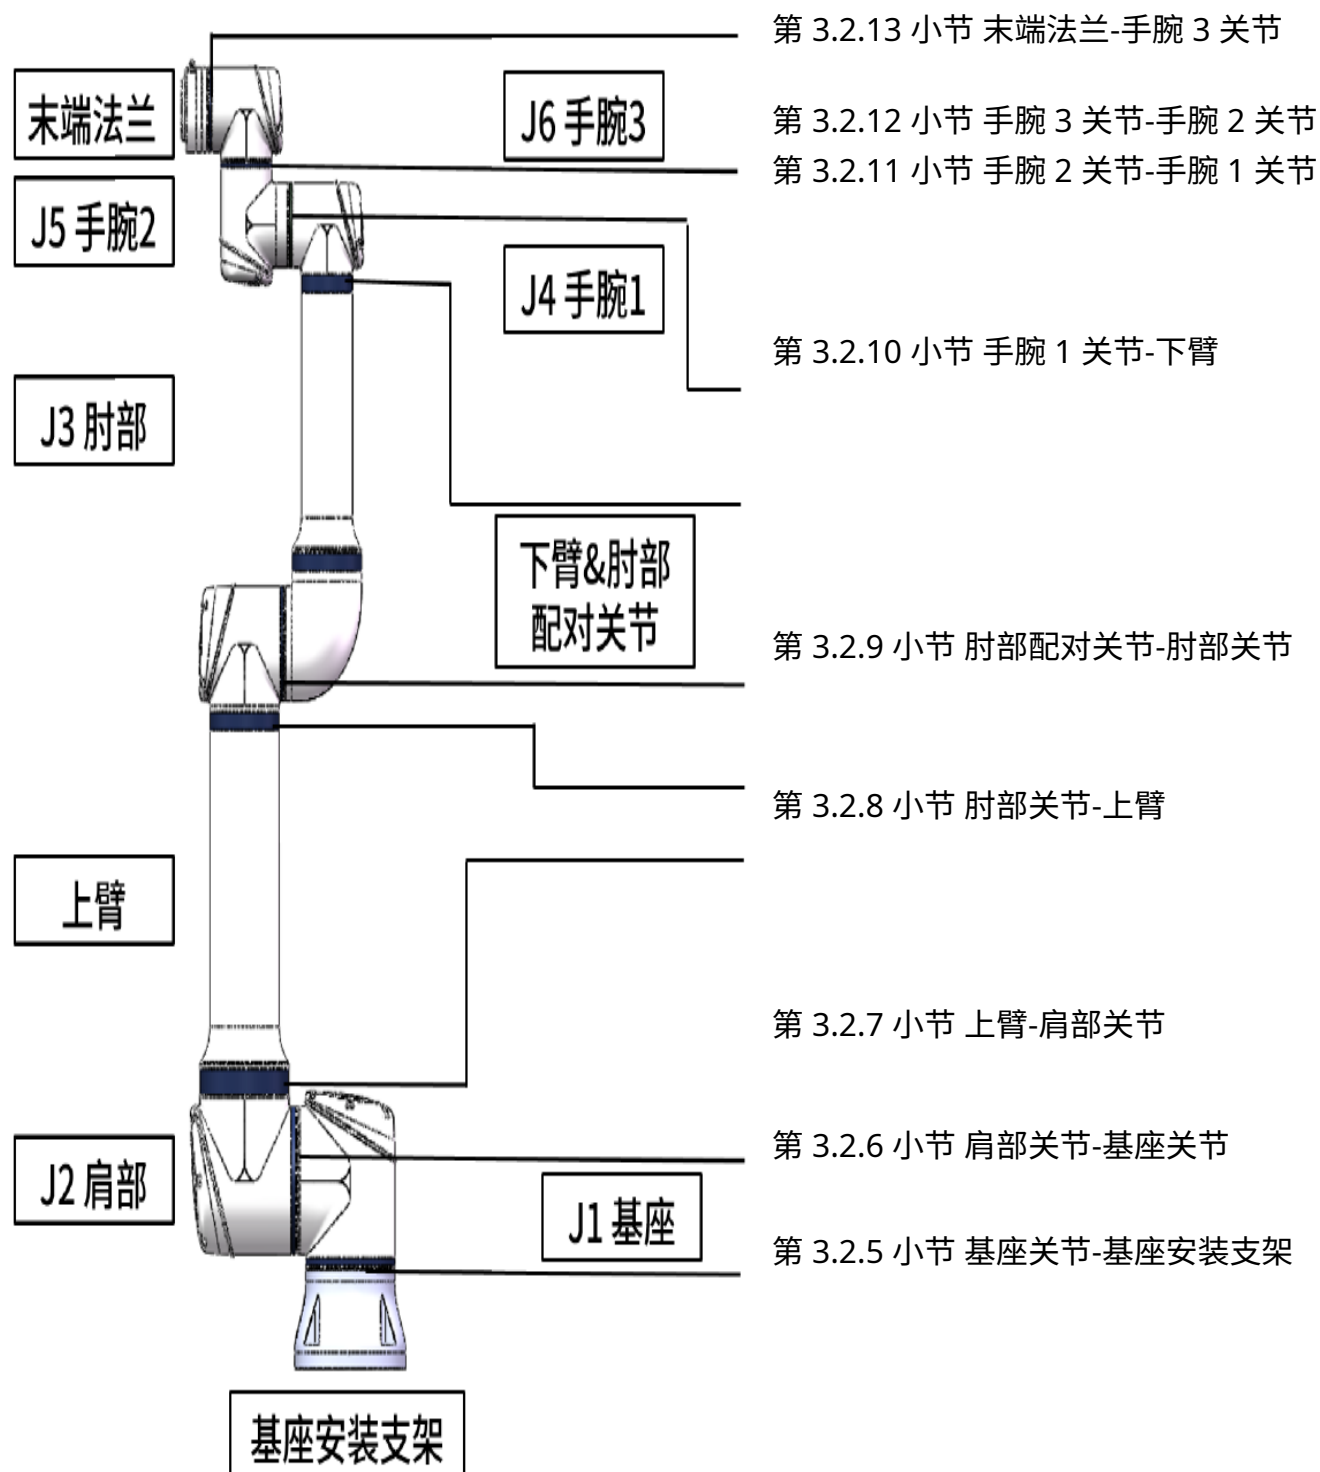 第 3.2.13 小节 末端法兰-手腕 3 关节
末端法兰
J6 手腕3
第 3.2.12 小节 手腕 3 关节-手腕 2 关节
第 3.2.11 小节 手腕 2 关节-手腕 1 关节
J5 手腕2
J4 手腕1
第 3.2.10 小节 手腕 1 关节-下臂
J3 肘部
下臂&肘部
配对关节
第 3.2.9 小节 肘部配对关节-肘部关节
第 3.2.8 小节 肘部关节-上臂
上臂
第 3.2.7 小节 上臂-肩部关节
第 3.2.6 小节 肩部关节-基座关节
J2 肩部
J1 基座
第 3.2.5 小节 基座关节-基座安装支架
基座安装支架